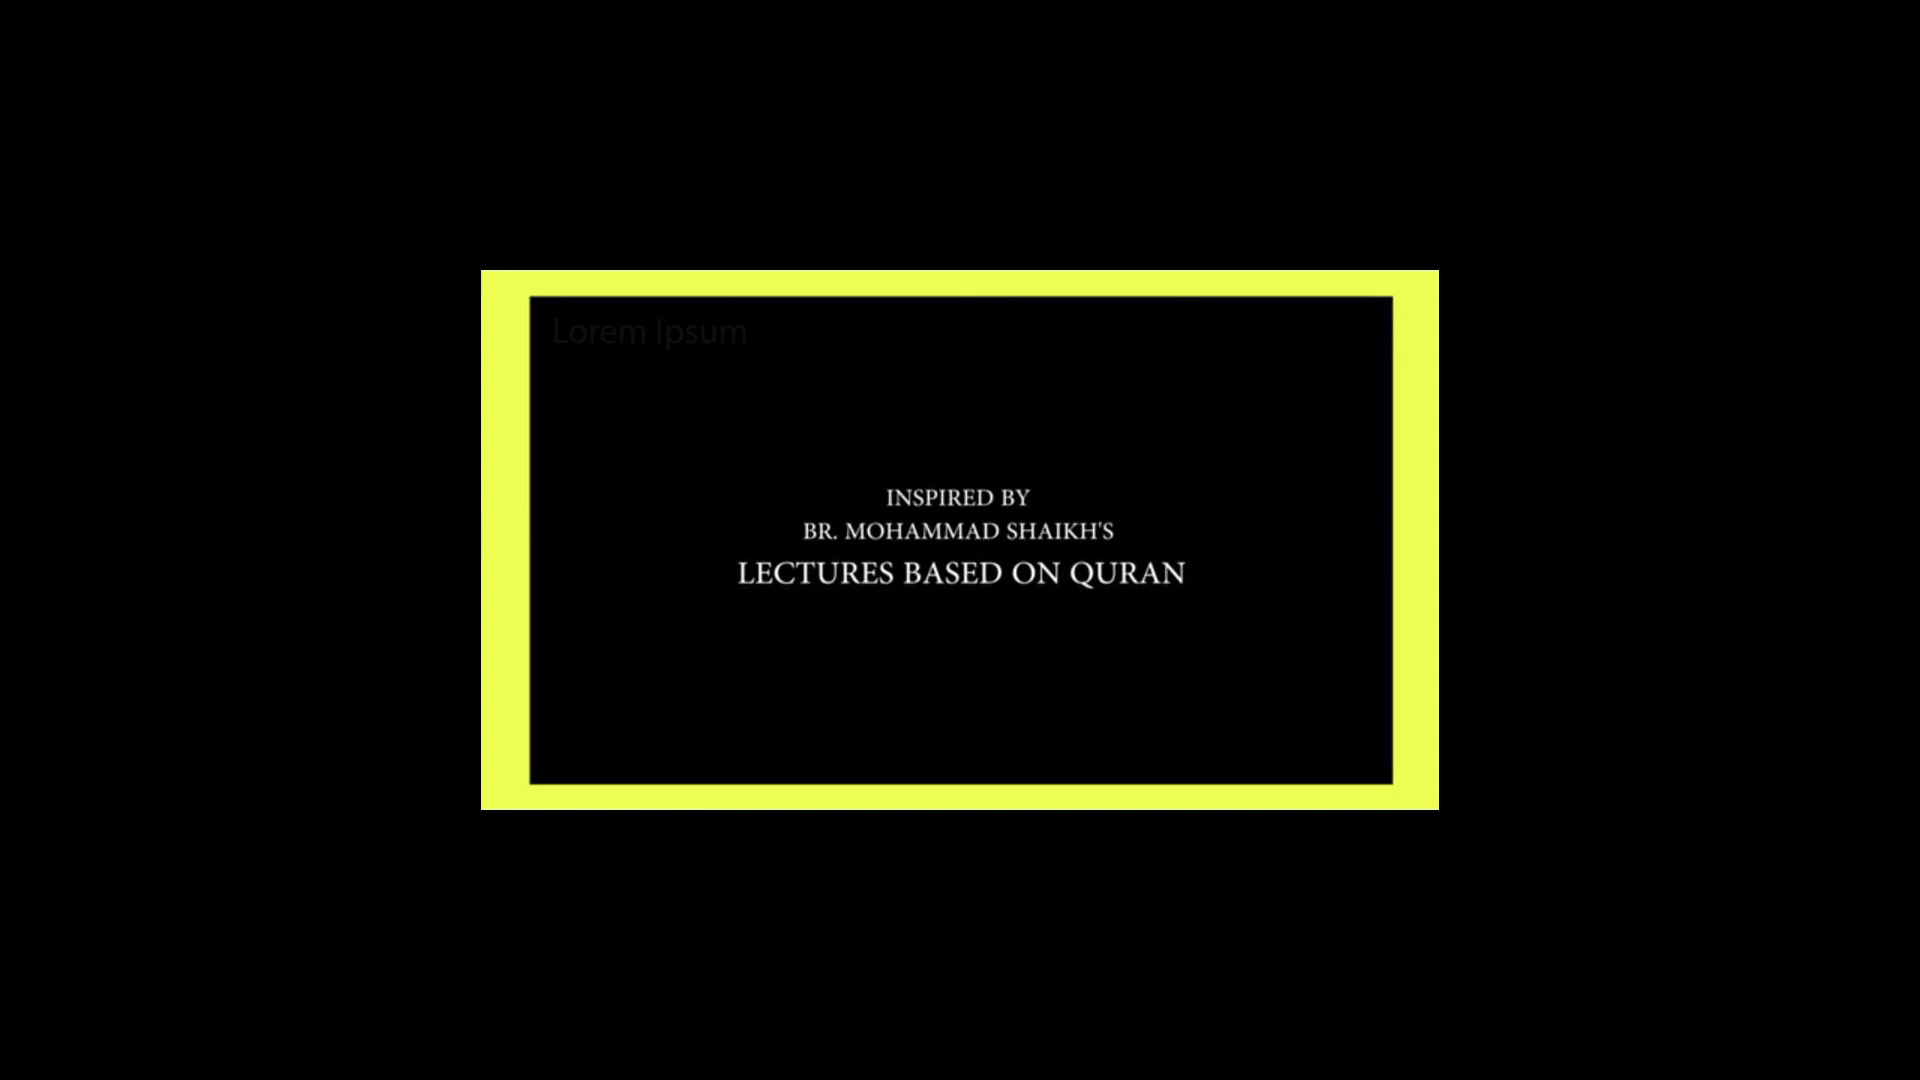 Lorem Ipsum
INSPIRED BY
BR. MOHAMMAD SHAIKH'S
LECTURES BASED ON QURAN